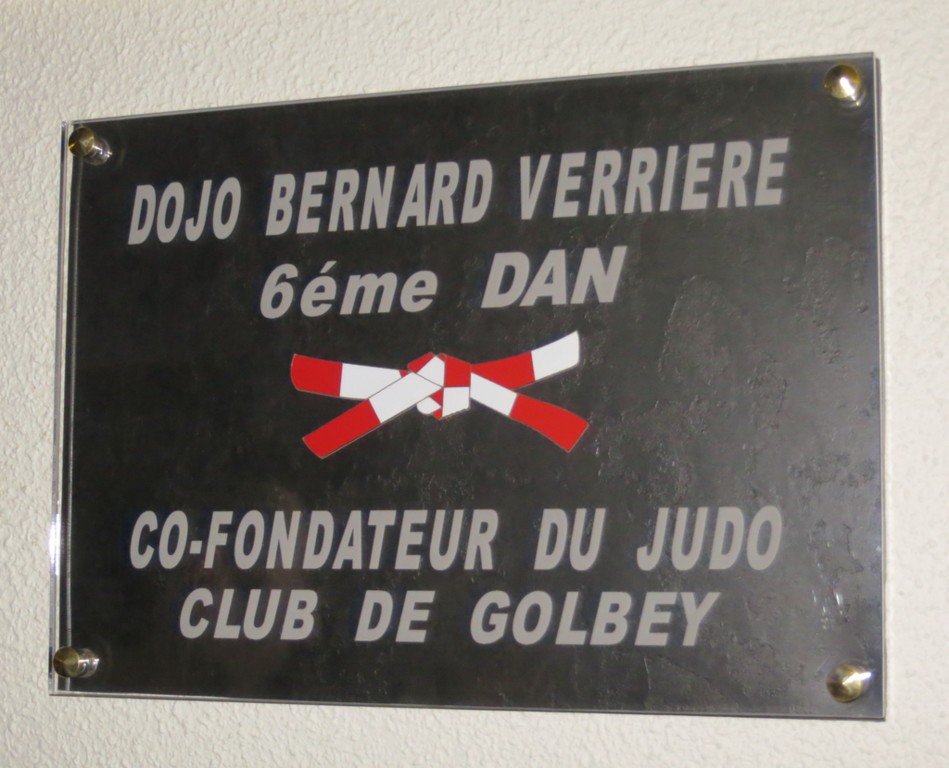 DOJO BERNARD VERRIERE
6éme DAN
CO-FONDATEUR DU JUDO
CLUB DE GOLBEY